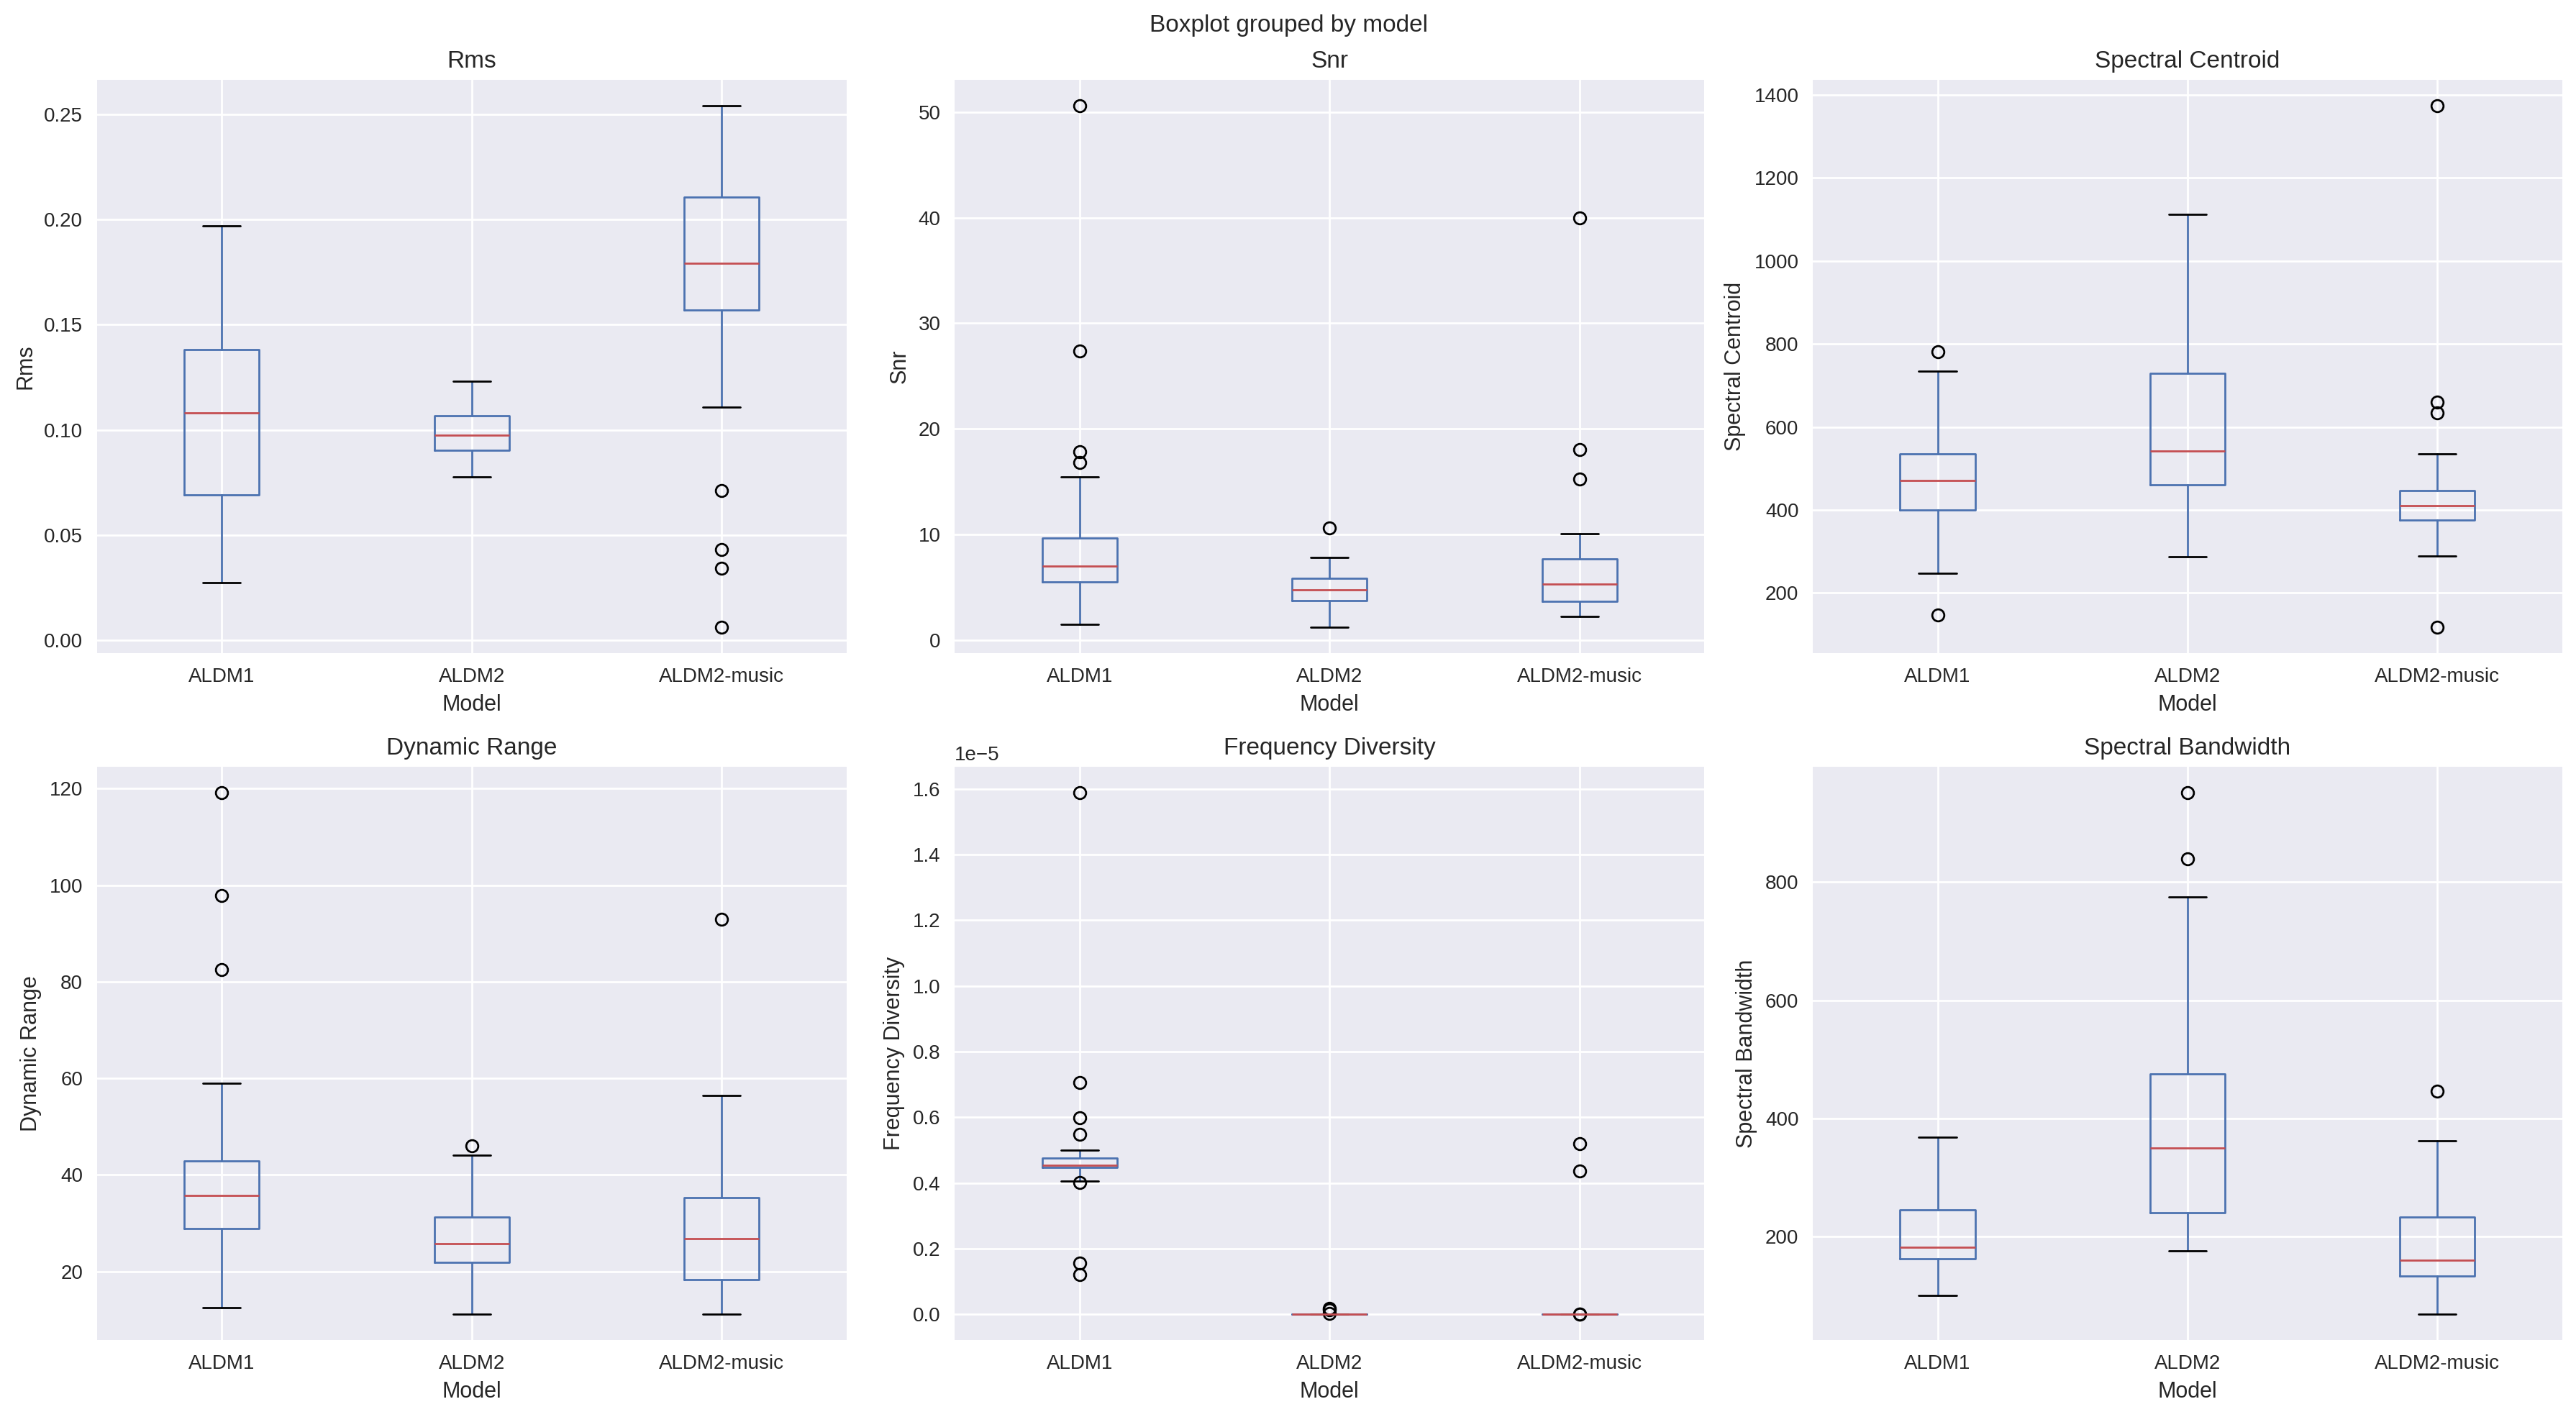 Boxplot grouped by model
Rms
0.25
0.20
0.15
0.10
0.05
0.00
Rms
ALDM1 ALDM2 ALDM2-music
Model
Snr
50
40
30
20
10
0
Snr
ALDM1 ALDM2 ALDM2-music
Model
Spectral Centroid
1400
1200
1000
800
600
400
200
Spectral Centroid
ALDM1 ALDM2 ALDM2-music
Model
Dynamic Range
120
100
80
60
40
20
Dynamic Range
ALDM1 ALDM2 ALDM2-music
Model
Frequency Diversity
1e−5
1.6
1.4
1.2
1.0
0.8
0.6
0.4
0.2
0.0
Frequency Diversity
ALDM1 ALDM2 ALDM2-music
Model
Spectral Bandwidth
800
600
400
200
Spectral Bandwidth
ALDM1 ALDM2 ALDM2-music
Model